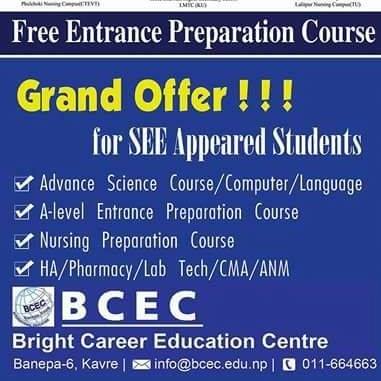 Phulchoki Nursing Campus(CTEVT)
LMTC (KU)
Lalitpur Nursing Campus(TU)
Free Entrance Preparation Course
Grand Offer ! ! !
for SEE Appeared Students
Advance Science Course/Computer/Language
A-level Entrance Preparation Course
Nursing Preparation Course
HA/Pharmacy/Lab Tech/CMA/ANM
BCEC
BCEC
Bright Career Education Centre
Banepa-6, Kavre | info@bcec.edu.np | 011-664663